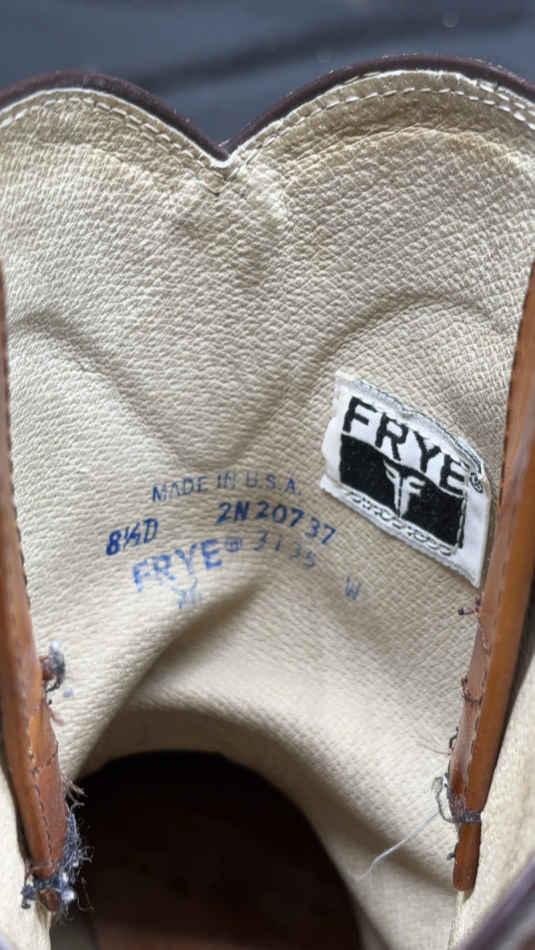 MADE IN U.S.A.
8½D 2N20737
FRYE® 3135
W
FRYE®